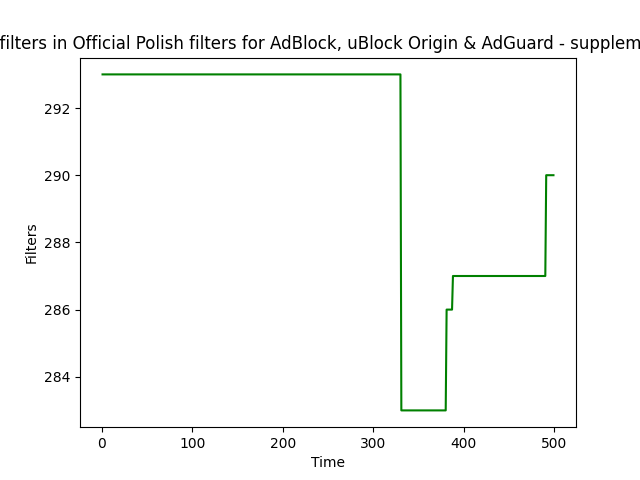 filters in Official Polish filters for AdBlock, uBlock Origin & AdGuard - supplem
292
290
288
286
284
Filters
0 100 200 300 400 500
Time